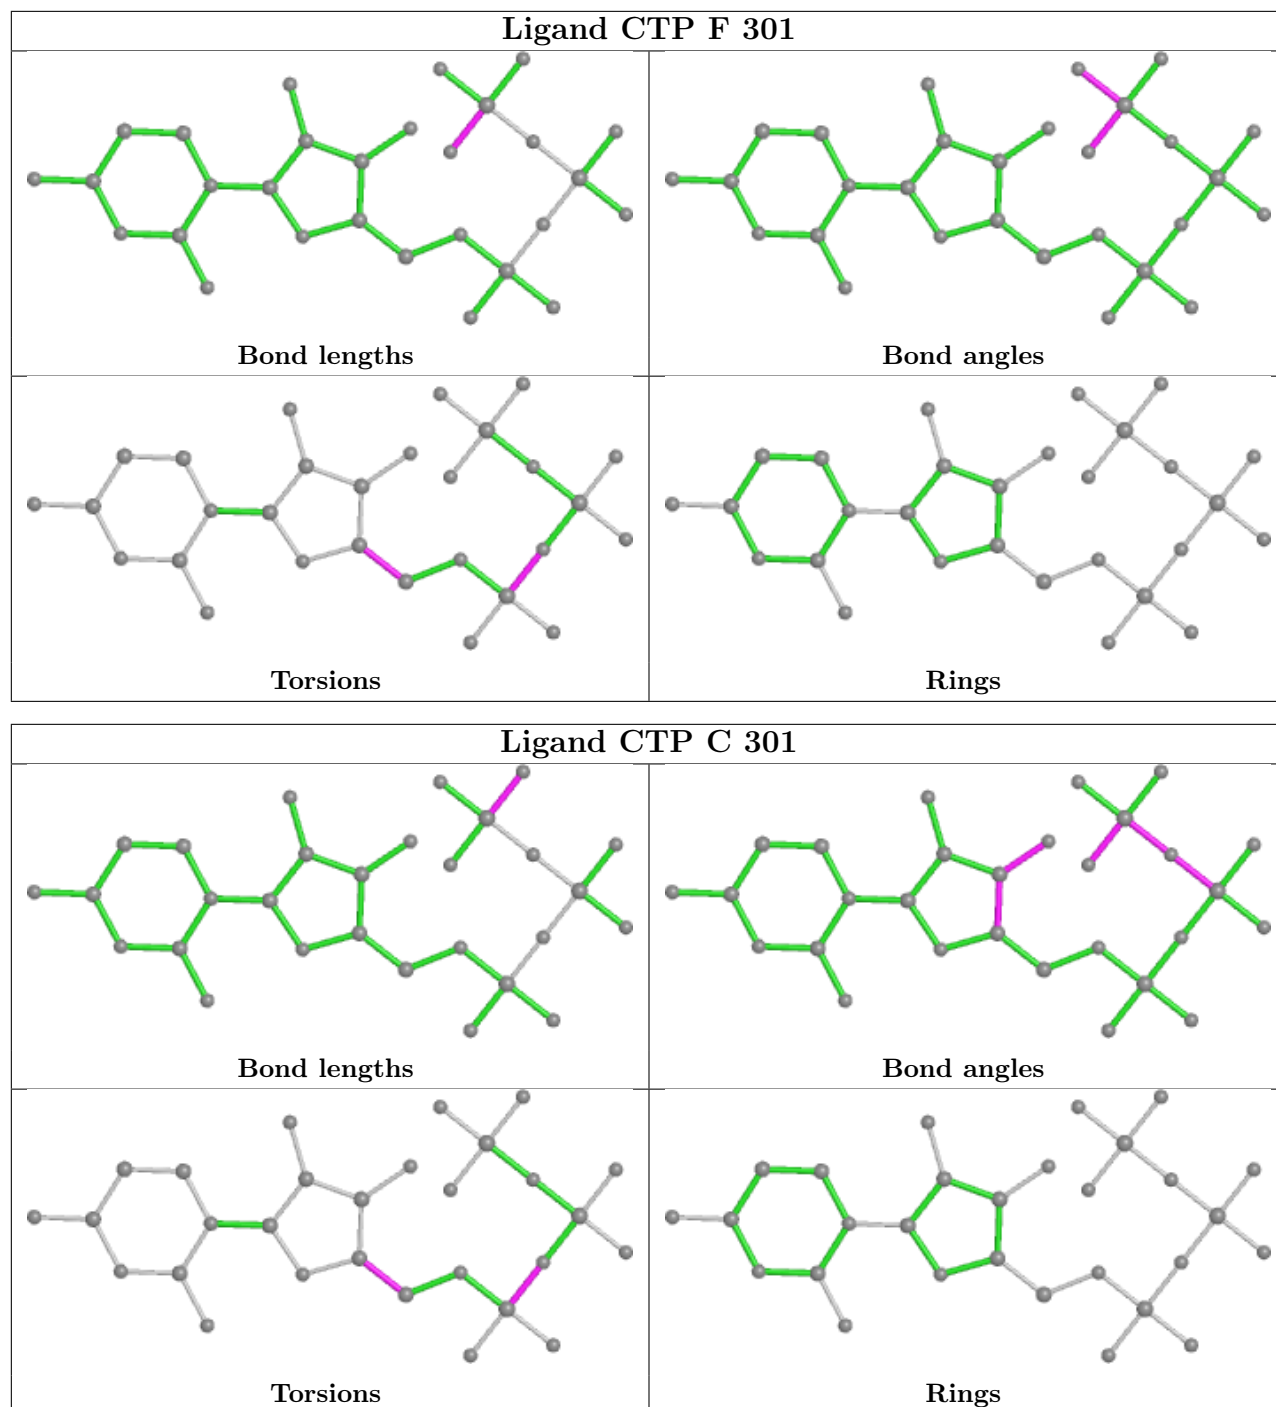 Ligand CTP F 301
Bond lengths
Bond angles
Torsions
Rings
Ligand CTP C 301
Bond lengths
Bond angles
Torsions
Rings